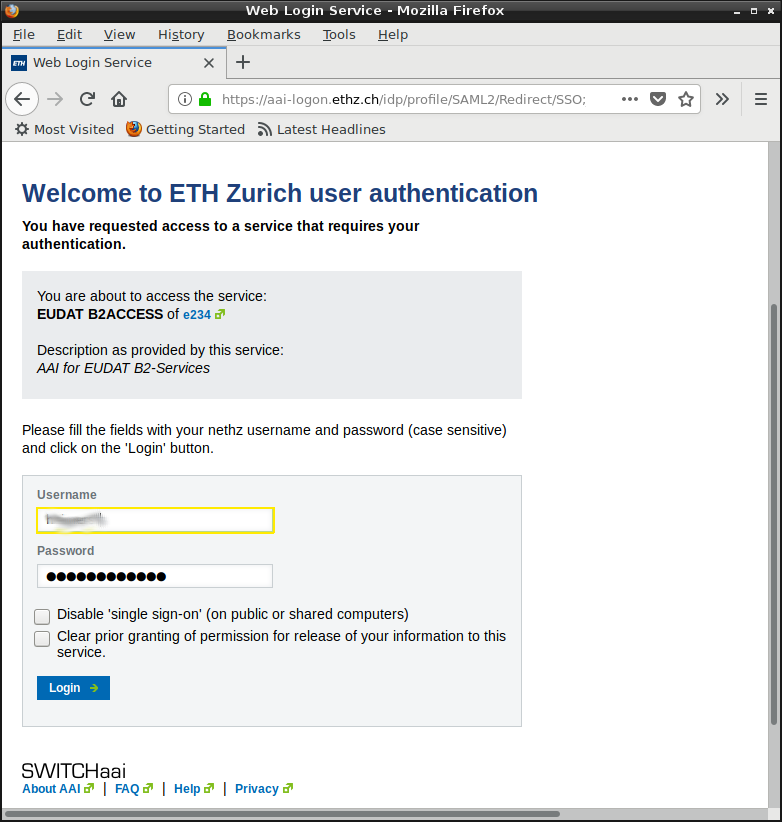 Web Login Service - Mozilla Firefox
File Edit View History Bookmarks Tools Help
ETH Web Login Service
https://aai-logon.ethz.ch/idp/profile/SAML2/Redirect/SSO;
Most Visited Getting Started Latest Headlines
Welcome to ETH Zurich user authentication
You have requested access to a service that requires your
authentication.
You are about to access the service:
EUDAT B2ACCESS of e234
Description as provided by this service:
AAI for EUDAT B2-Services
Please fill the fields with your nethz username and password (case sensitive)
and click on the 'Login' button.
Username
Password
Disable 'single sign-on' (on public or shared computers)
Clear prior granting of permission for release of your information to this
service.
Login
SWITCHaai
About AAI | FAQ | Help | Privacy